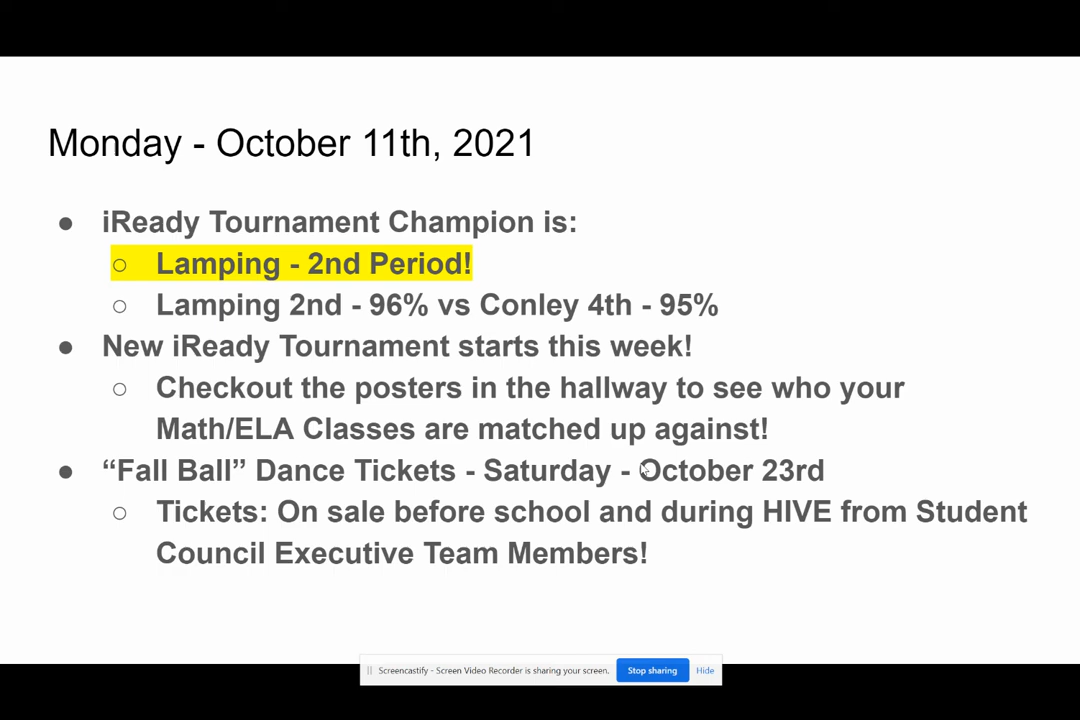 Monday - October 11th, 2021
● iReady Tournament Champion is:
○ Lamping - 2nd Period!
○ Lamping 2nd - 96% vs Conley 4th - 95%
● New iReady Tournament starts this week!
○ Checkout the posters in the hallway to see who your
Math/ELA Classes are matched up against!
● “Fall Ball” Dance Tickets - Saturday - October 23rd
○ Tickets: On sale before school and during HIVE from Student
Council Executive Team Members!
Screencastify - Screen Video Recorder is sharing your screen. Stop sharing Hide